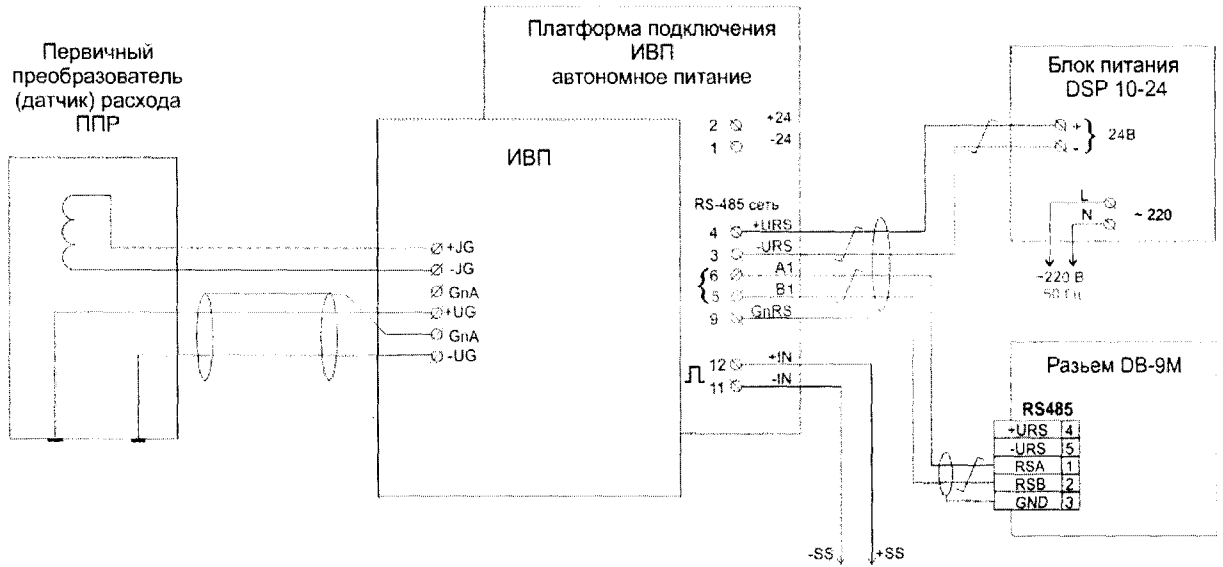 Первичный
преобразователь
(датчик) расхода
ППР
Платформа подключения
ИВП
автономное питание
2 +24
1 -24
ИВП
RS-485 сеть
4 +URS
3 -URS
{ 6 A1
5 B1
9 GnRS
12 +IN
11 -IN
+JG
-JG
GnA
+UG
GnA
-UG
Блок питания
DSP 10-24
+ } 24В
-
L
N ~ 220
~220 В
50 Гц
Разьем DB-9M
RS485
+URS 4
-URS 5
RSA 1
RSB 2
GND 3
-SS +SS